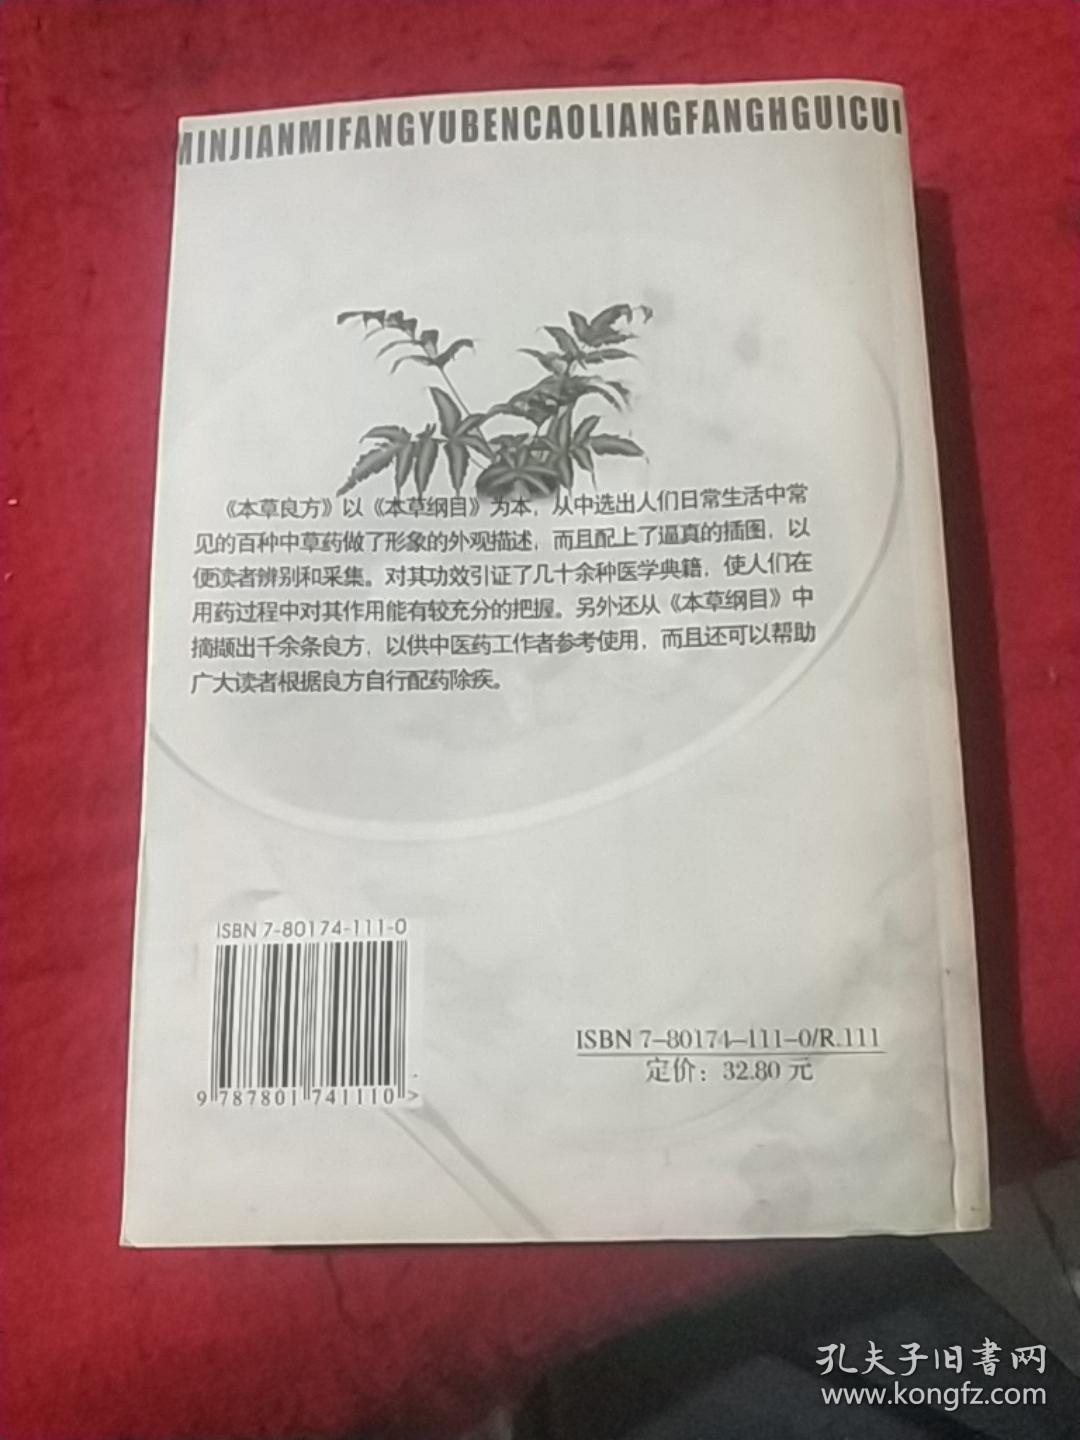 MINJIANMIFANGYUBENCAOLIANGFANGHGUICUI
《本草良方》以《本草纲目》为本，从中选出人们日常生活中常
见的百种中草药做了形象的外观描述，而且配上了逼真的插图，以
便读者辨别和采集。对其功效引证了几十余种医学典籍，使人们在
用药过程中对其作用能有较充分的把握。另外还从《本草纲目》中
摘撷出千余条良方，以供中医药工作者参考使用，而且还可以帮助
广大读者根据良方自行配药除疾。
ISBN 7-80174-111-0
9 787801 741110 >
ISBN 7-80174-111-0/R.111
定价：32.80 元
孔夫子旧書网
www.kongfz.com